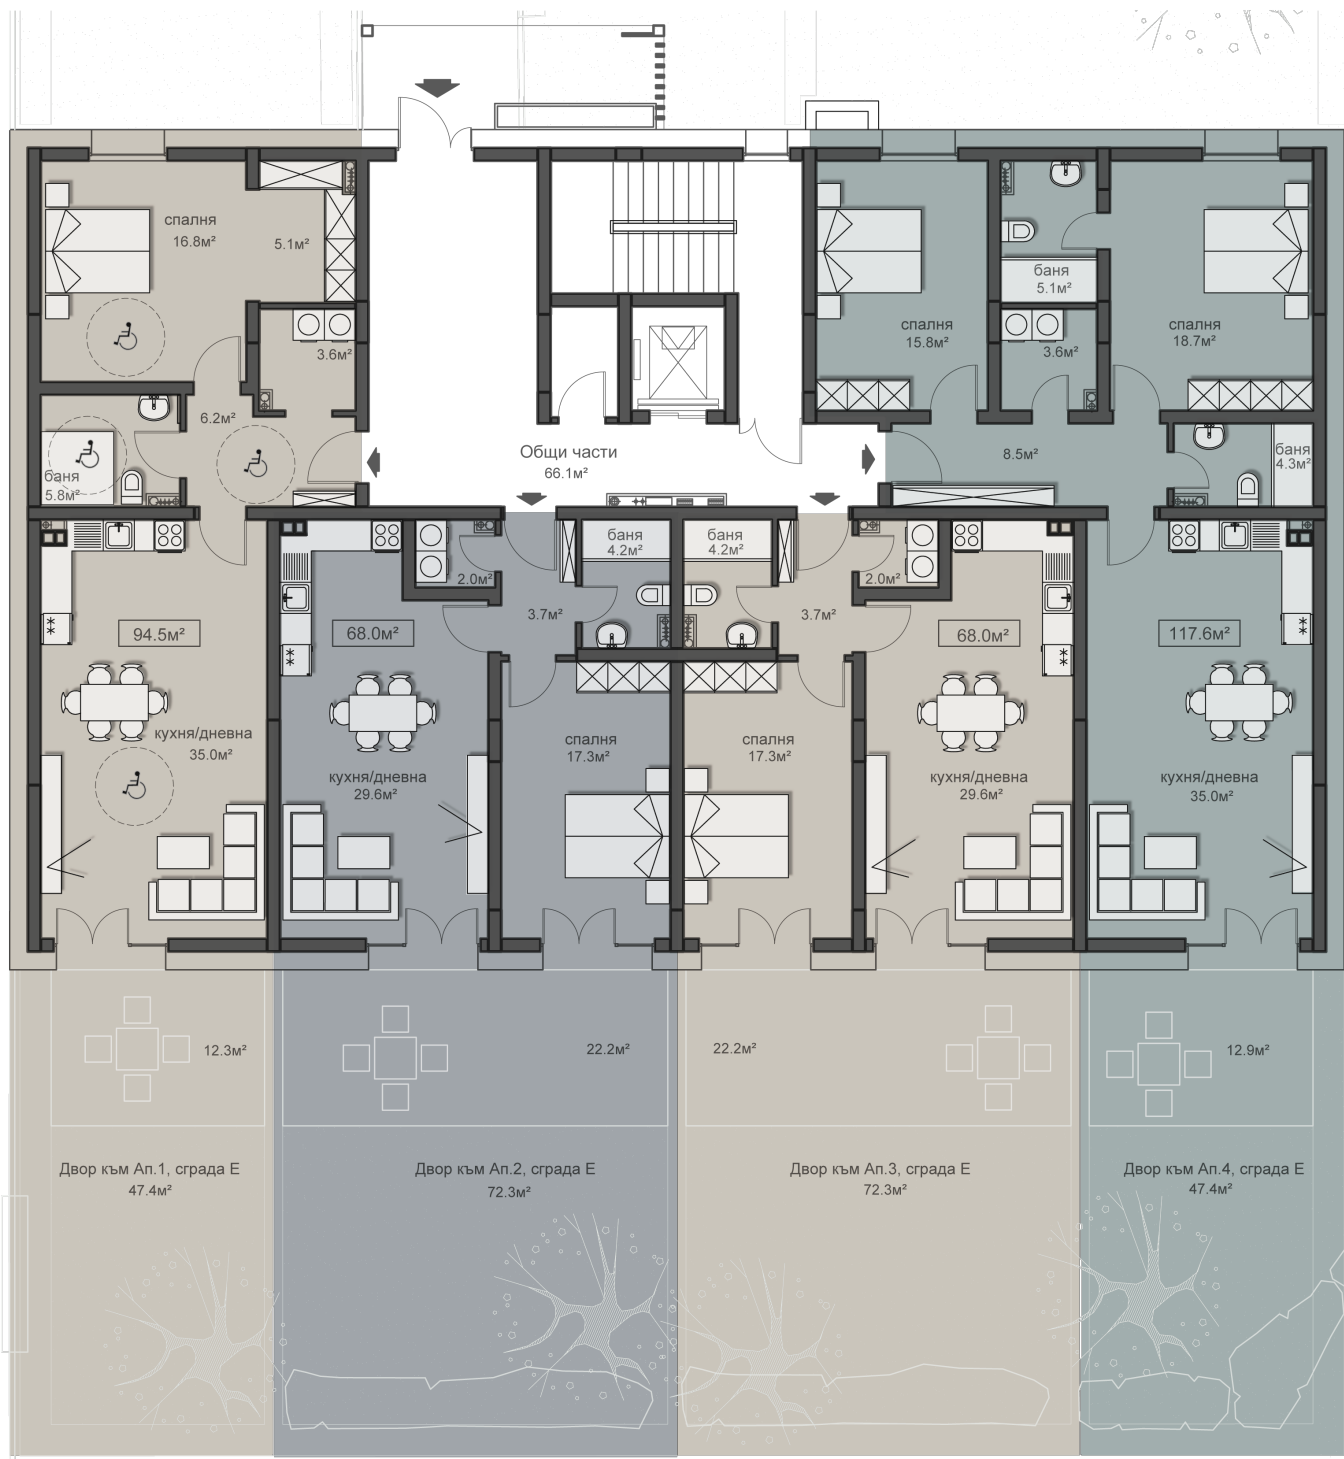 спалня
16.8м²
5.1м²
3.6м²
6.2м²
баня
5.8м²
Общи части
66.1м²
спалня
15.8м²
баня
5.1м²
3.6м²
спалня
18.7м²
8.5м²
баня
4.3м²
94.5м²
кухня/дневна
35.0м²
68.0м²
2.0м²
баня
4.2м²
3.7м²
кухня/дневна
29.6м²
спалня
17.3м²
баня
4.2м²
3.7м²
2.0м²
68.0м²
спалня
17.3м²
кухня/дневна
29.6м²
117.6м²
кухня/дневна
35.0м²
12.3м²
22.2м²
22.2м²
12.9м²
Двор към Ап.1, сграда Е
47.4м²
Двор към Ап.2, сграда Е
72.3м²
Двор към Ап.3, сграда Е
72.3м²
Двор към Ап.4, сграда Е
47.4м²